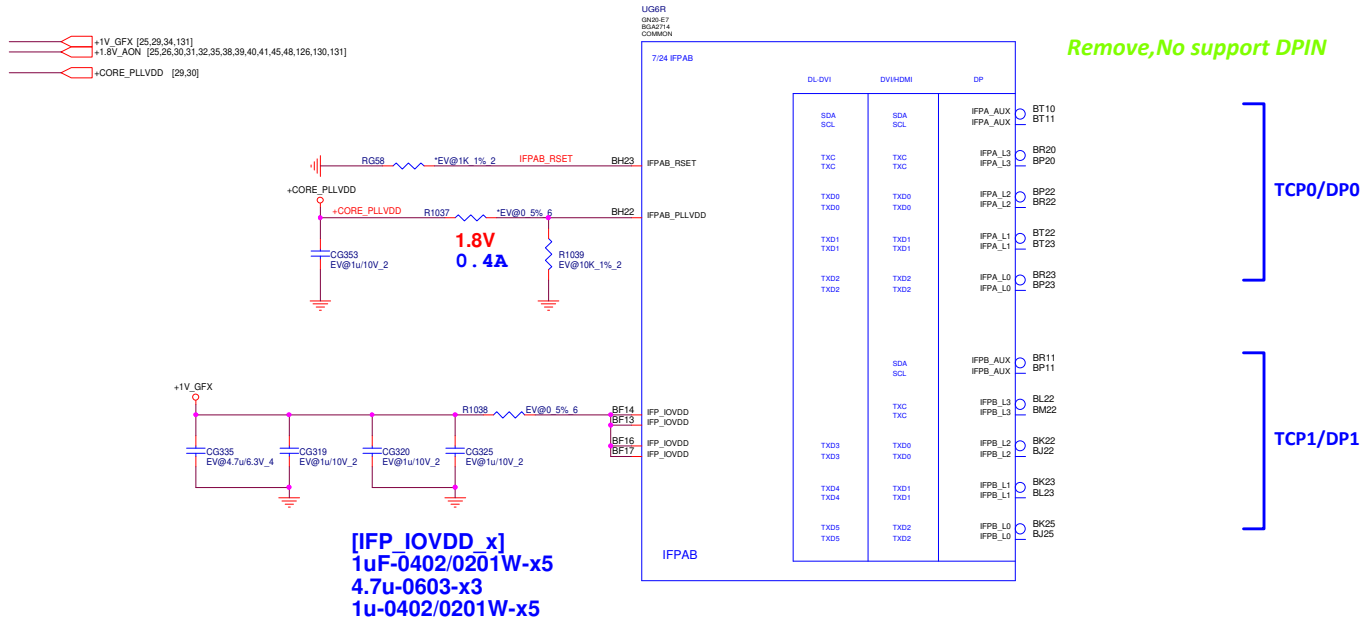 UG6R
GN20-E7
BGA2714
COMMON
+1V_GFX [25,29,34,131]
+1.8V_AON [25,26,30,31,32,35,38,39,40,41,45,48,126,130,131]
+CORE_PLLVDD [29,30]
Remove,No support DPIN
7/24 IFPAB
DL-DVI DVI/HDMI DP
SDA SDA IFPA_AUX BT10
SCL SCL IFPA_AUX BT11
TXC TXC IFPA_L3 BR20
TXC TXC IFPA_L3 BP20
RG58 *EV@1K_1%_2 IFPAB_RSET BH23 IFPAB_RSET
+CORE_PLLVDD
TXD0 TXD0 IFPA_L2 BP22
TXD0 TXD0 IFPA_L2 BR22
TCP0/DP0
+CORE_PLLVDD R1037 *EV@0_5%_6 BH22 IFPAB_PLLVDD
1.8V
0.4A
TXD1 TXD1 IFPA_L1 BT22
TXD1 TXD1 IFPA_L1 BT23
CG353
EV@1u/10V_2
R1039
EV@10K_1%_2
TXD2 TXD2 IFPA_L0 BR23
TXD2 TXD2 IFPA_L0 BP23
SDA IFPB_AUX BR11
SCL IFPB_AUX BP11
+1V_GFX
R1038 EV@0_5%_6 BF14 IFP_IOVDD
BF13 IFP_IOVDD
BF16 IFP_IOVDD
BF17 IFP_IOVDD
TXC IFPB_L3 BL22
TXC IFPB_L3 BM22
TXD3 TXD0 IFPB_L2 BK22
TXD3 TXD0 IFPB_L2 BJ22
TCP1/DP1
CG335
EV@4.7u/6.3V_4
CG319
EV@1u/10V_2
CG320
EV@1u/10V_2
CG325
EV@1u/10V_2
TXD4 TXD1 IFPB_L1 BK23
TXD4 TXD1 IFPB_L1 BL23
TXD5 TXD2 IFPB_L0 BK25
TXD5 TXD2 IFPB_L0 BJ25
IFPAB
[IFP_IOVDD_x]
1uF-0402/0201W-x5
4.7u-0603-x3
1u-0402/0201W-x5